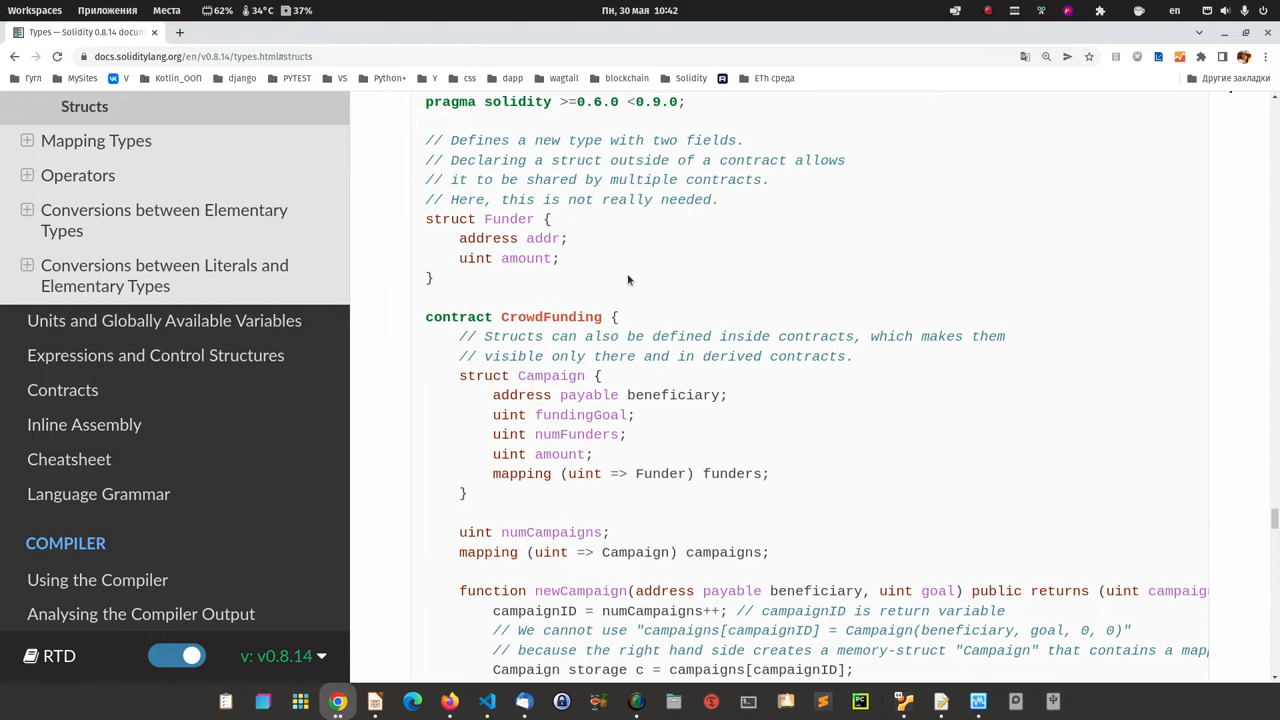 Workspaces Приложения Места 62% 34°C 37% Пн, 30 мая 10:42 en
Types — Solidity 0.8.14 docum
docs.soliditylang.org/en/v0.8.14/types.html#structs
Гугл MySites VK V Kotlin_ООП django PYTEST VS Python+ Y css dapp wagtail blockchain Solidity R ETh среда Другие закладки
Structs
Mapping Types
Operators
Conversions between Elementary
Types
Conversions between Literals and
Elementary Types
Units and Globally Available Variables
Expressions and Control Structures
Contracts
Inline Assembly
Cheatsheet
Language Grammar
COMPILER
Using the Compiler
Analysing the Compiler Output
RTD v: v0.8.14
pragma solidity >=0.6.0 <0.9.0;
// Defines a new type with two fields.
// Declaring a struct outside of a contract allows
// it to be shared by multiple contracts.
// Here, this is not really needed.
struct Funder {
address addr;
uint amount;
}
contract CrowdFunding {
// Structs can also be defined inside contracts, which makes them
// visible only there and in derived contracts.
struct Campaign {
address payable beneficiary;
uint fundingGoal;
uint numFunders;
uint amount;
mapping (uint => Funder) funders;
}
uint numCampaigns;
mapping (uint => Campaign) campaigns;
function newCampaign(address payable beneficiary, uint goal) public returns (uint campaign
campaignID = numCampaigns++; // campaignID is return variable
// We cannot use "campaigns[campaignID] = Campaign(beneficiary, goal, 0, 0)"
// because the right hand side creates a memory-struct "Campaign" that contains a mapp
Campaign storage c = campaigns[campaignID];